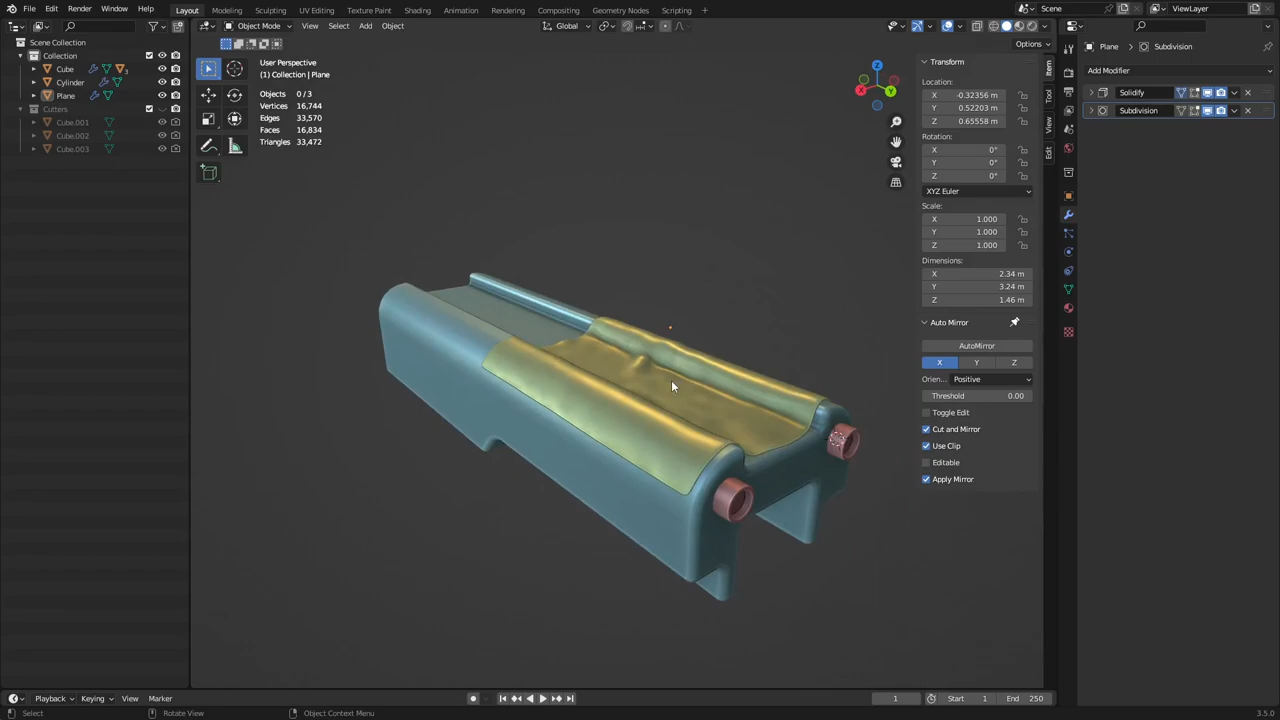 File Edit Render Window Help Layout Modeling Sculpting UV Editing Texture Paint Shading Animation Rendering Compositing Geometry Nodes Scripting + Scene ViewLayer
Object Mode View Select Add Object Global
Options
Scene Collection
Collection
Cube 3
Cylinder
Plane
Cutters
Cube.001
Cube.002
Cube.003
User Perspective
(1) Collection | Plane
Objects 0/3
Vertices 16,744
Edges 33,570
Faces 16,834
Triangles 33,472
Z
X
Y
Transform
Location:
X -0.32356 m
Y 0.52203 m
Z 0.65558 m
Rotation:
X 0°
Y 0°
Z 0°
XYZ Euler
Scale:
X 1.000
Y 1.000
Z 1.000
Dimensions:
X 2.34 m
Y 3.24 m
Z 1.46 m
Auto Mirror
AutoMirror
X Y Z
Orien... Positive
Threshold 0.00
Toggle Edit
Cut and Mirror
Use Clip
Editable
Apply Mirror
Item
Tool
View
Edit
Plane Subdivision
Add Modifier
Solidify
Subdivision
Playback Keying View Marker 1 Start 1 End 250
Select Rotate View Object Context Menu 3.5.0